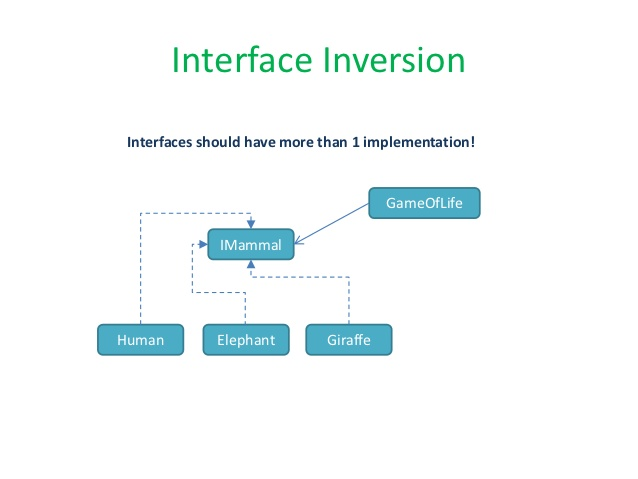 Interface Inversion
Interfaces should have more than 1 implementation!
GameOfLife
IMammal
Human
Elephant
Giraffe